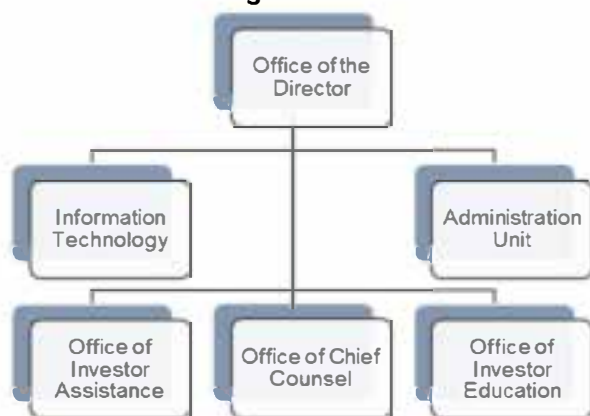 Office of the
Director
Information
Technology
Administration
Unit
Office of
Investor
Assistance
Office of Chief
Counsel
Office of
Investor
Education